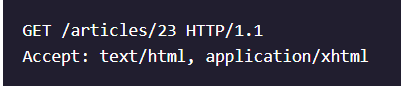 GET /articles/23 HTTP/1.1
Accept: text/html, application/xhtml